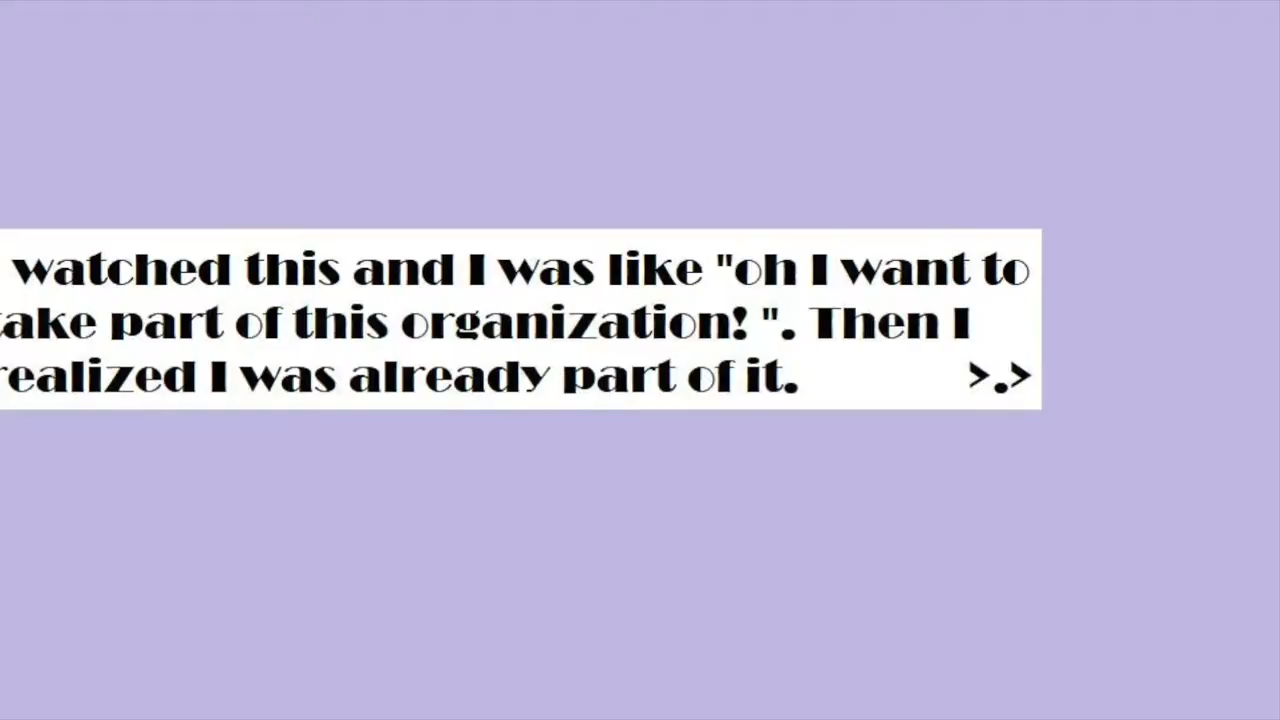 watched this and I was like "oh I want to
take part of this organization! ". Then I
realized I was already part of it. >.>